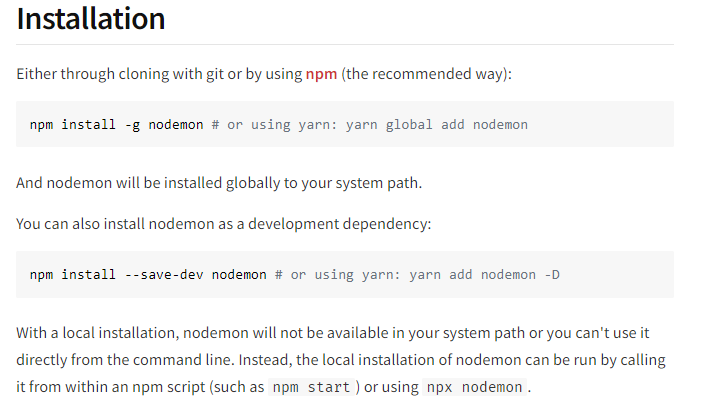 Installation
Either through cloning with git or by using npm (the recommended way):
npm install -g nodemon # or using yarn: yarn global add nodemon
And nodemon will be installed globally to your system path.
You can also install nodemon as a development dependency:
npm install --save-dev nodemon # or using yarn: yarn add nodemon -D
With a local installation, nodemon will not be available in your system path or you can't use it
directly from the command line. Instead, the local installation of nodemon can be run by calling
it from within an npm script (such as npm start ) or using npx nodemon .